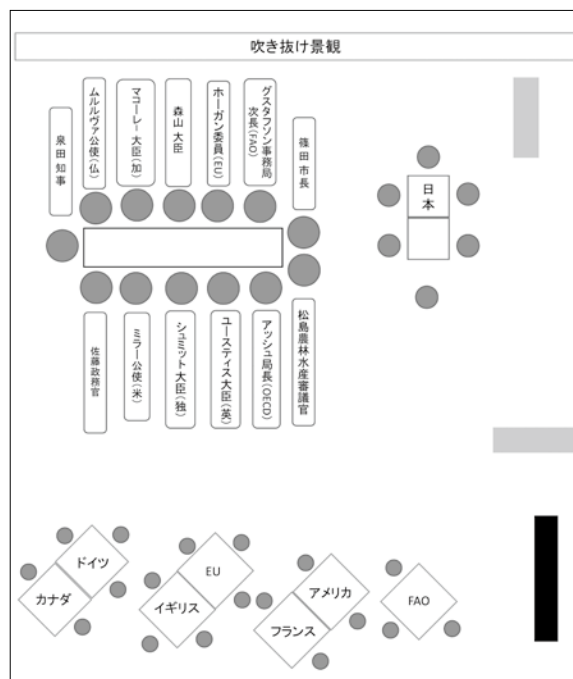 吹き抜け景観
泉田知事
ムルルヴァ公使(仏)
マコーレー大臣(加)
森山大臣
ホーガン委員(EU)
グスタフソン事務局
次長(FAO)
篠田市長
日本
佐藤政務官
ミラー公使(米)
シュミット大臣(独)
ユースティス大臣(英)
アッシュ局長(OECD)
松島農林水産審議官
ドイツ
カナダ
EU
イギリス
アメリカ
フランス
FAO